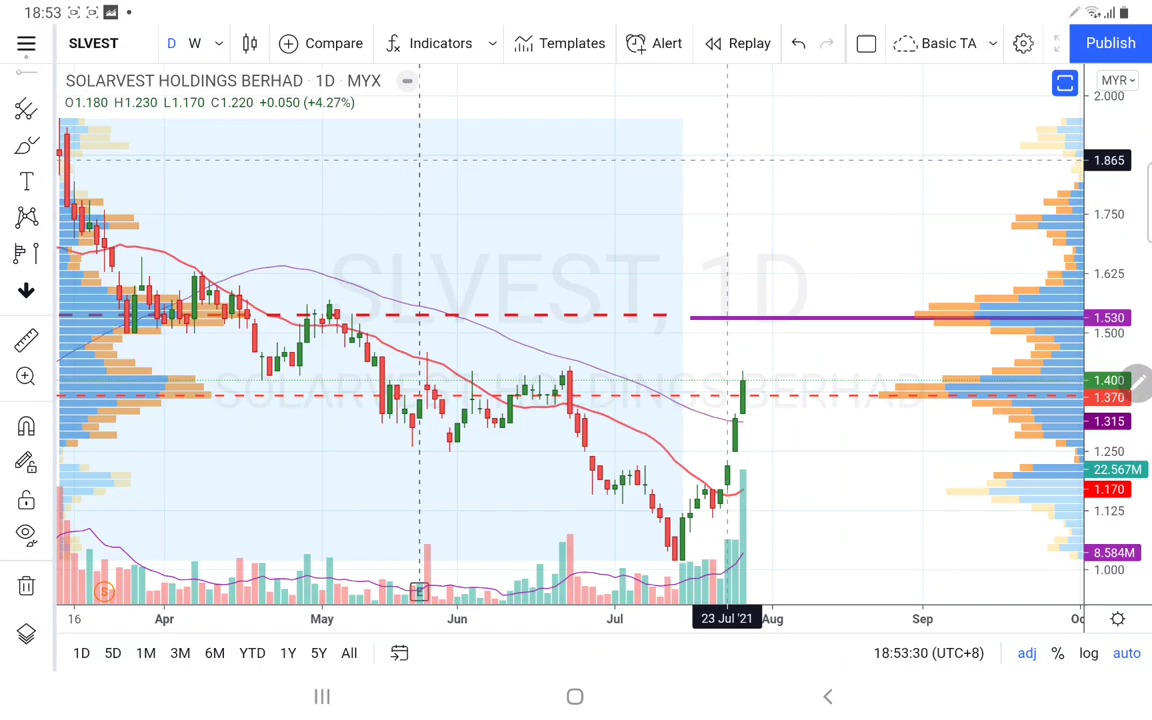 18:53
SLVEST D W Compare Indicators Templates Alert Replay Basic TA Publish
SOLARVEST HOLDINGS BERHAD · 1D · MYX
O1.180 H1.230 L1.170 C1.220 +0.050 (+4.27%)
MYR
2.000
1.865
1.750
1.625
SLVEST, 1D
1.530
1.500
SOLARVEST HOLDINGS BERHAD
1.400
1.370
1.315
1.250
22.567M
1.170
1.125
8.584M
1.000
S
E
16 Apr May Jun Jul 23 Jul '21 Aug Sep Oc
1D 5D 1M 3M 6M YTD 1Y 5Y All 18:53:30 (UTC+8) adj % log auto
T